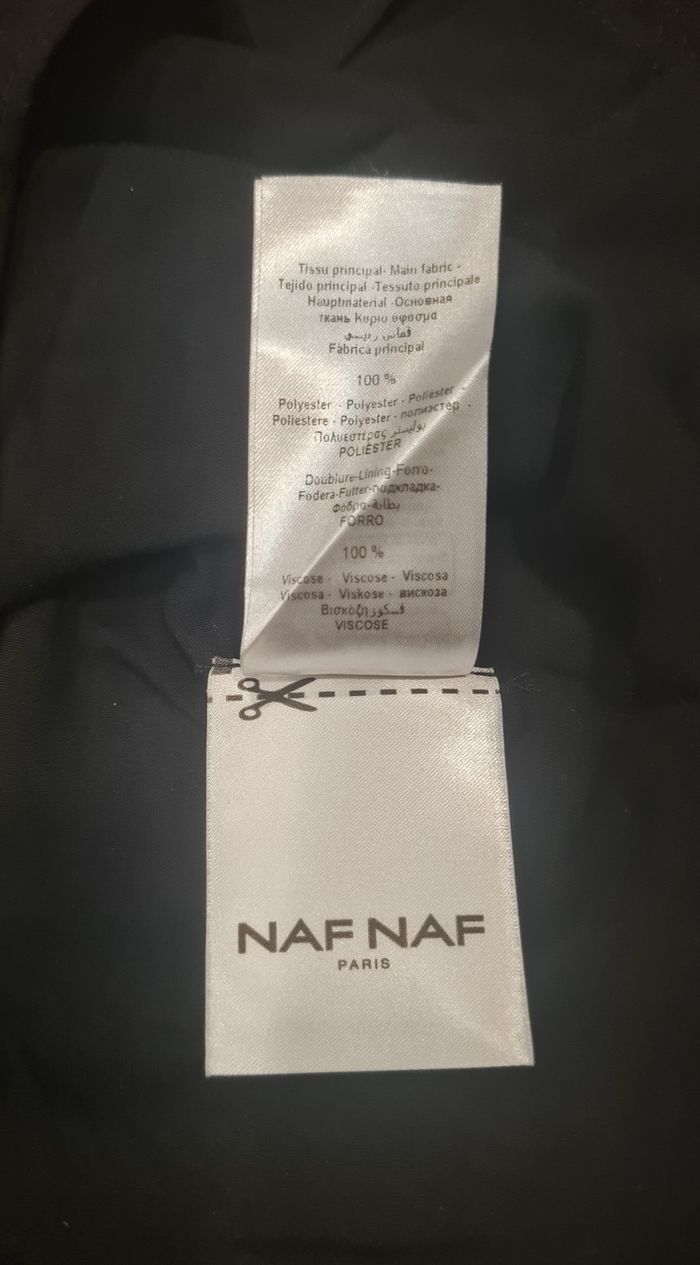 Tissu principal- Main fabric -
Tejido principal -Tessuto principale
Hauptmaterial -Основная
ткань Κυριο ύφασμα
قماش رئيسي
Fábrica principal
100 %
Polyester - Polyester - Poliester -
Poliestere - Polyester - полиэстер -
Πολυεστέρας بوليستر
POLIÉSTER
Doublure-Lining-Forro-
Fodera-Futter-подкладка-
Φοδρα-بطانة
FORRO
100 %
Viscose - Viscose - Viscosa
Viscosa - Viskose - вискоза
Βισκόζη فسكوز
VISCOSE
NAF NAF
PARIS